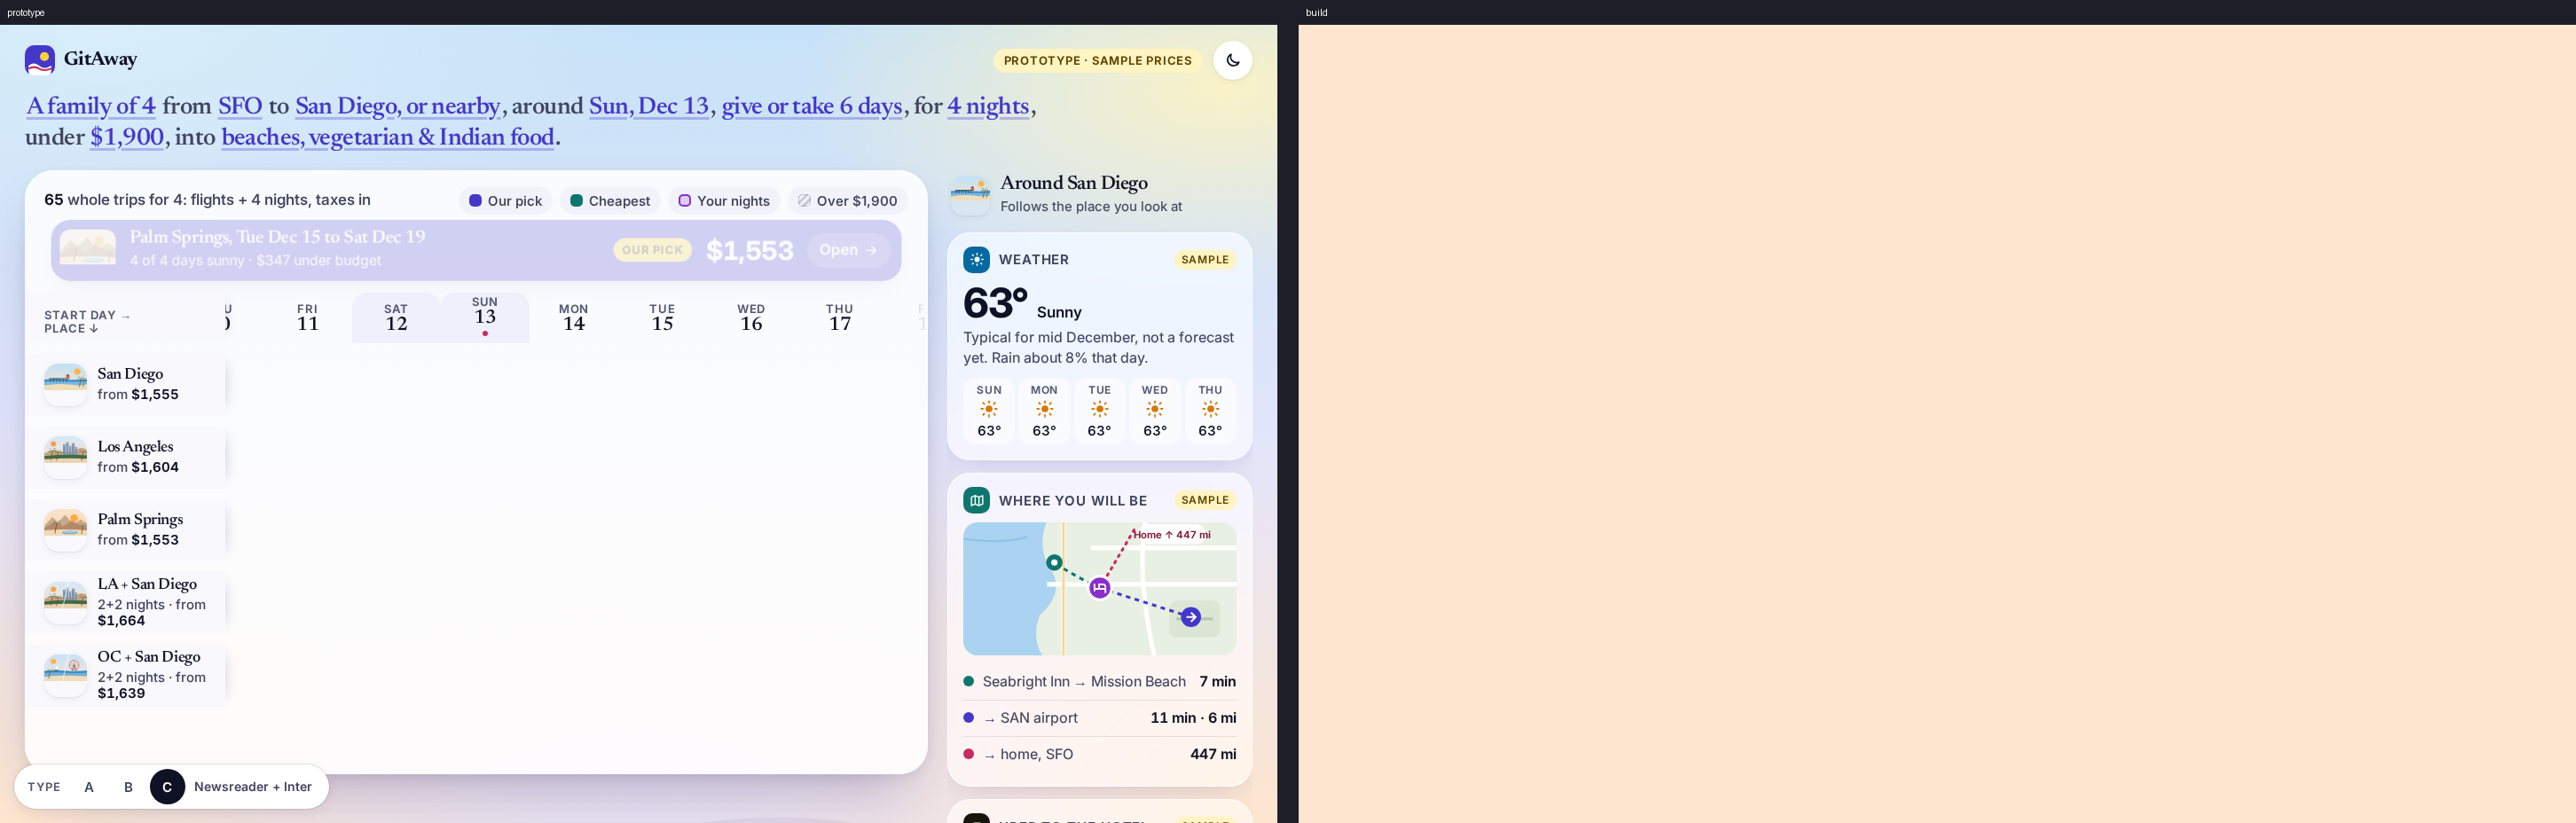 prototype
build
GitAway
PROTOTYPE · SAMPLE PRICES
A family of 4 from SFO to San Diego, or nearby, around Sun, Dec 13, give or take 6 days, for 4 nights,
under $1,900, into beaches, vegetarian & Indian food.
65 whole trips for 4: flights + 4 nights, taxes in
Our pick
Cheapest
Your nights
Over $1,900
Palm Springs, Tue Dec 15 to Sat Dec 19
4 of 4 days sunny · $347 under budget
OUR PICK
$1,553
Open →
START DAY →
PLACE ↓
FRI
11
SAT
12
SUN
13
MON
14
TUE
15
WED
16
THU
17
San Diego
from $1,555
Los Angeles
from $1,604
Palm Springs
from $1,553
LA + San Diego
2+2 nights · from
$1,664
OC + San Diego
2+2 nights · from
$1,639
TYPE A B C Newsreader + Inter
Around San Diego
Follows the place you look at
WEATHER
SAMPLE
63° Sunny
Typical for mid December, not a forecast
yet. Rain about 8% that day.
SUN MON TUE WED THU
63° 63° 63° 63° 63°
WHERE YOU WILL BE
SAMPLE
Home ↑ 447 mi
Seabright Inn → Mission Beach 7 min
→ SAN airport 11 min · 6 mi
→ home, SFO 447 mi